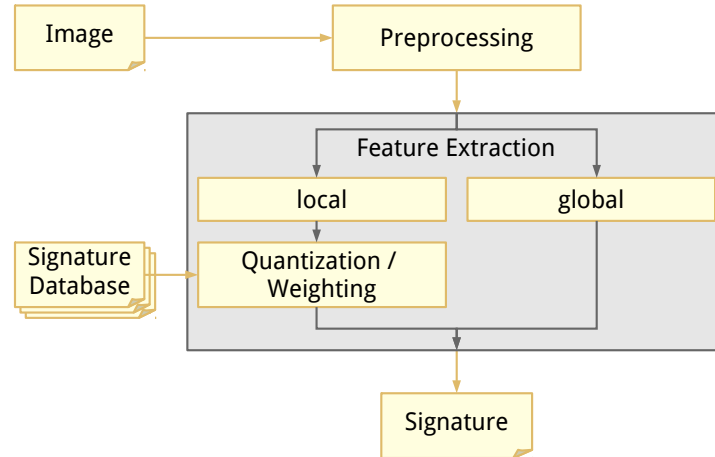 Image
Preprocessing
Feature Extraction
local
global
Signature
Database
Quantization /
Weighting
Signature